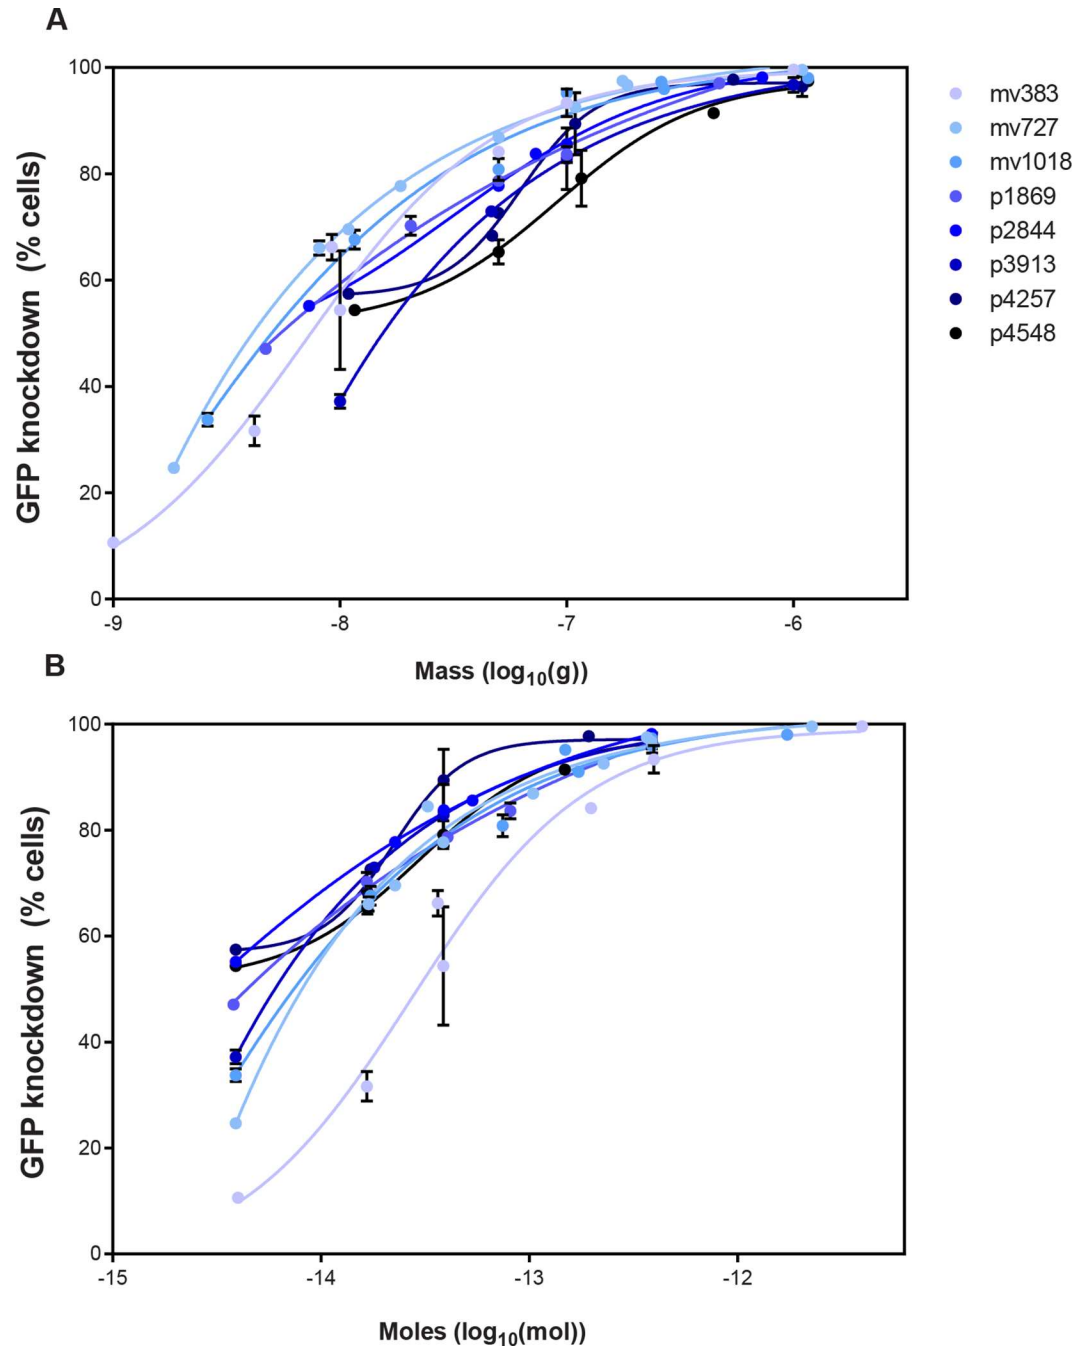 A
100
80
60
40
20
0
GFP knockdown (% cells)
-9 -8 -7 -6
Mass (log10(g))
mv383
mv727
mv1018
p1869
p2844
p3913
p4257
p4548
B
100
80
60
40
20
0
GFP knockdown (% cells)
-15 -14 -13 -12
Moles (log10(mol))